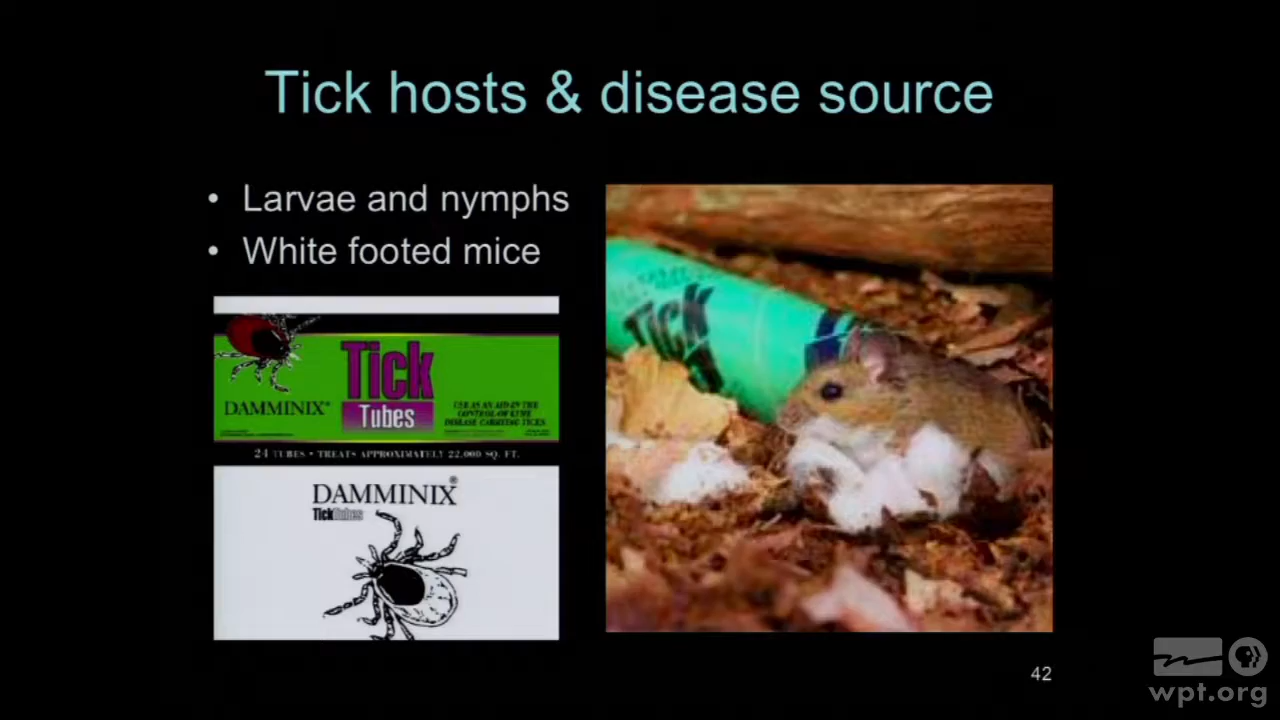 Tick hosts & disease source
• Larvae and nymphs
• White footed mice
Tick
Tubes
DAMMINIX®
USE AS AN AID IN THE
CONTROL OF LYME
DISEASE CARRYING TICKS
24 TUBES • TREATS APPROXIMATELY 22,000 SQ. FT.
DAMMINIX®
TickTubes
Tick
42
wpt.org